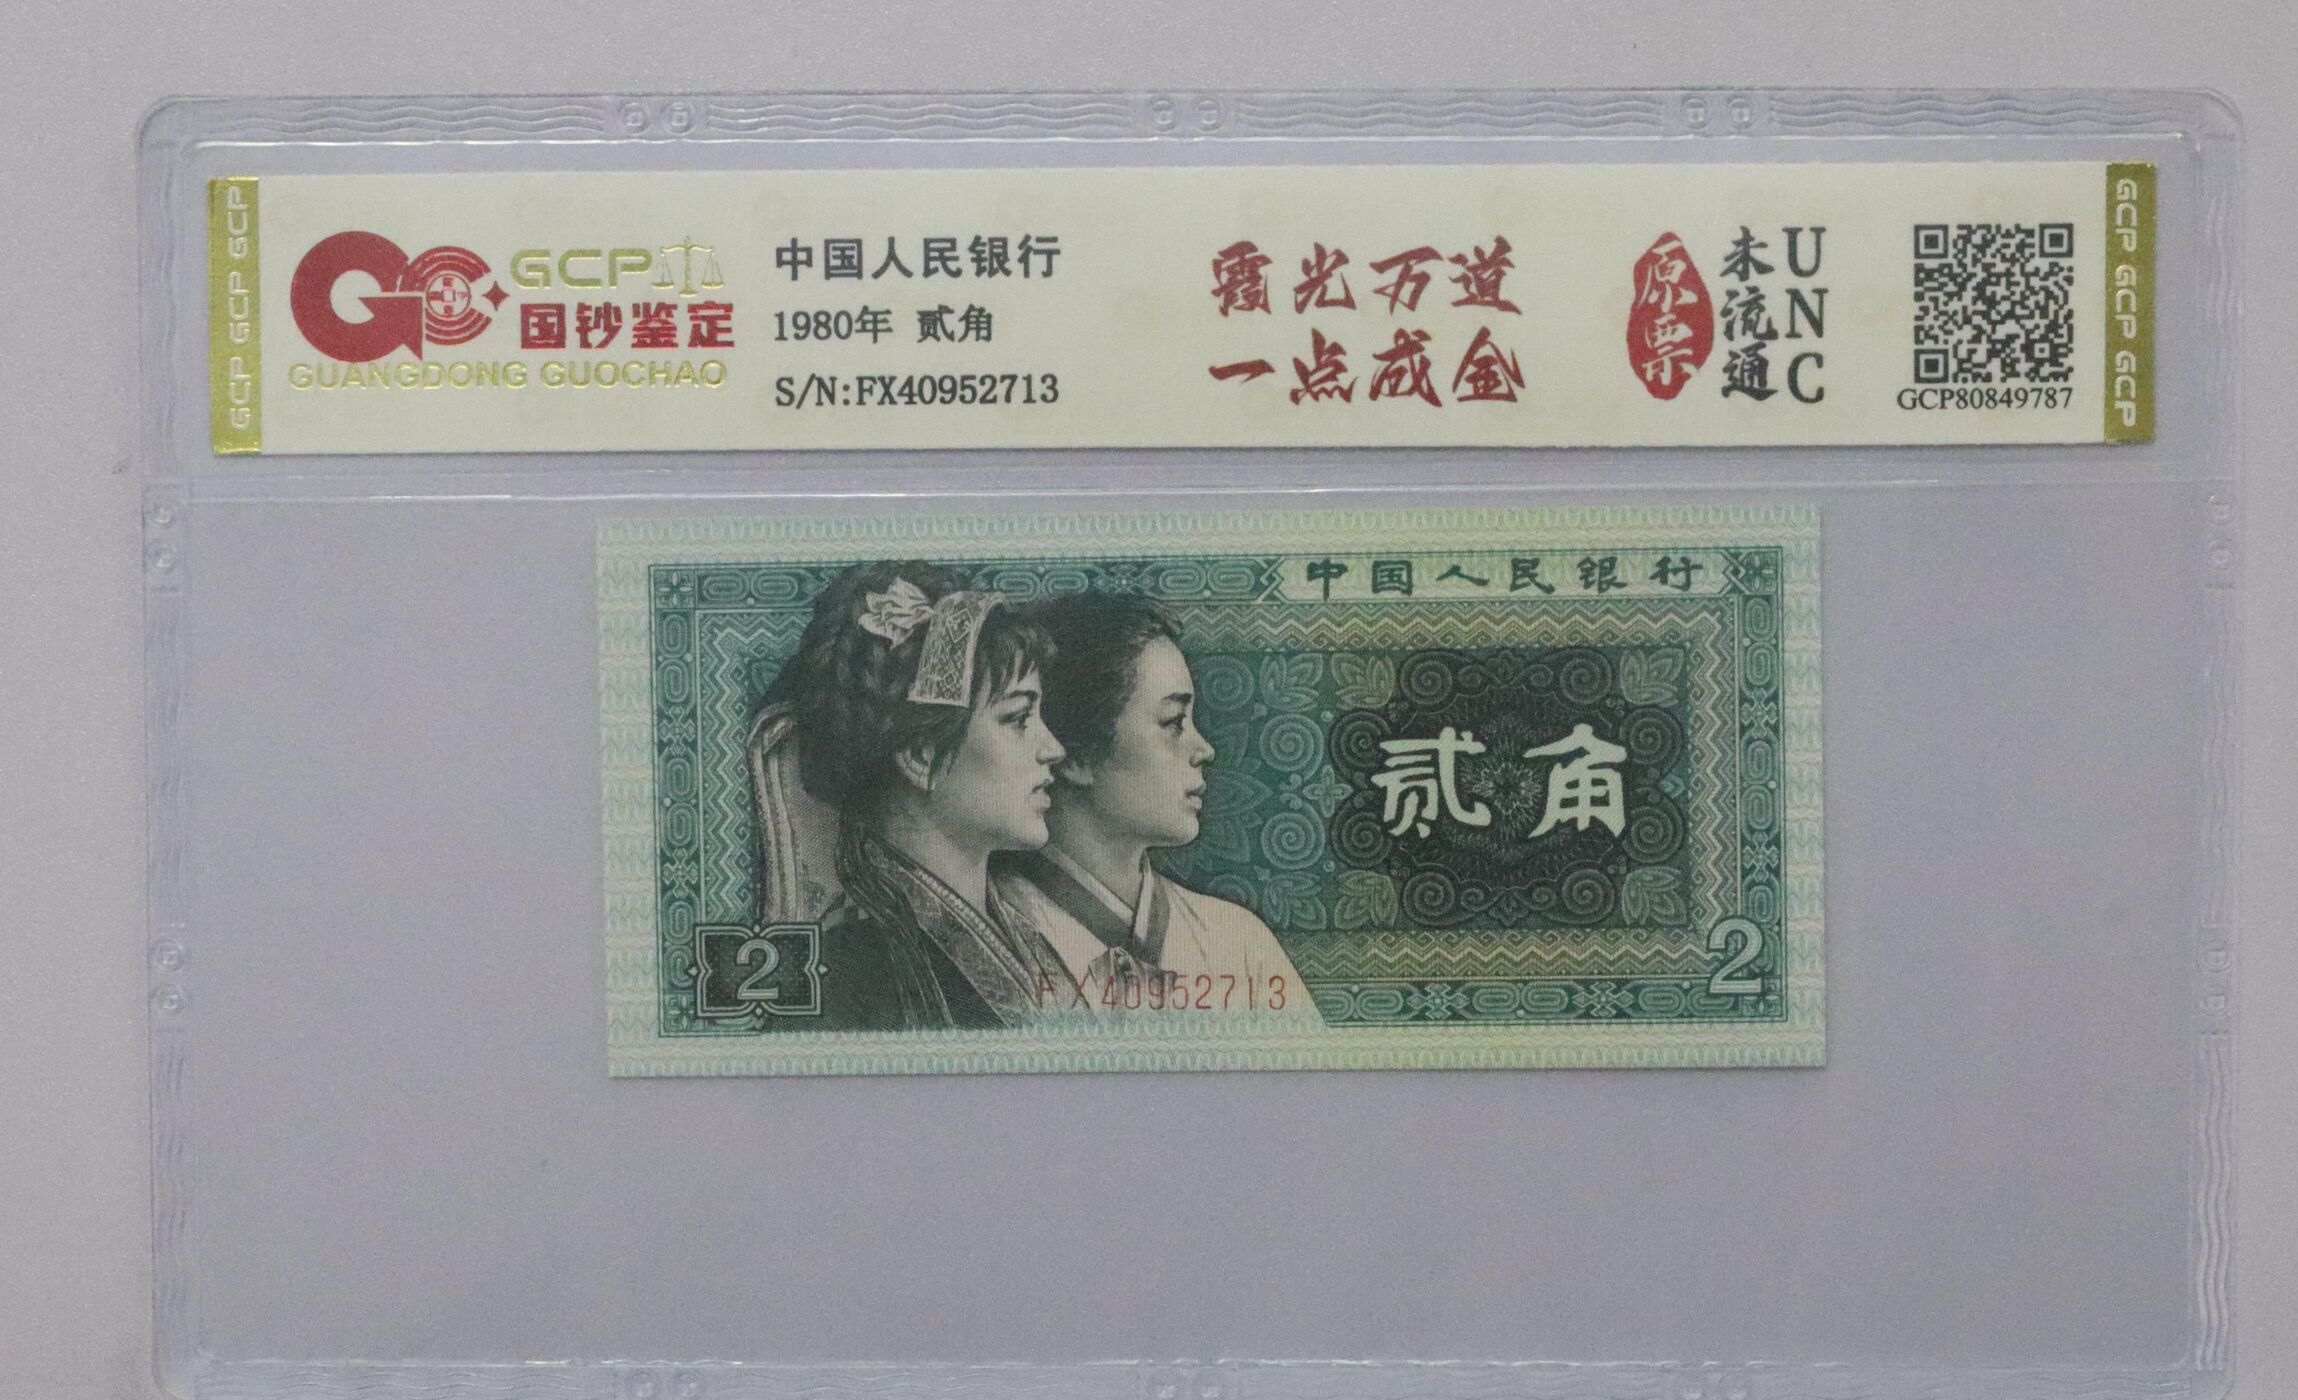 GCP GCP GCP
GCP
国钞鉴定
GUANGDONG GUOCHAO
中国人民银行
1980年 贰角
S/N:FX40952713
霞光万道
一点成金
原票
未流通
UNC
GCP80849787
GCP GCP GCP
中国人民银行
贰角
2
FX40952713
2